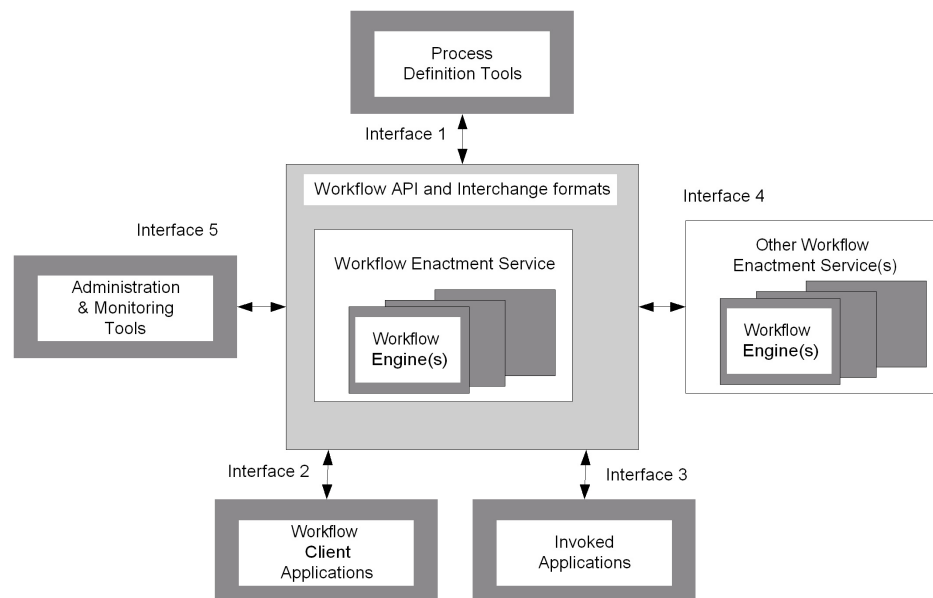 Process
Definition Tools
Interface 1
Workflow API and Interchange formats
Interface 4
Interface 5
Workflow Enactment Service
Other Workflow
Enactment Service(s)
Administration
& Monitoring
Tools
Workflow
Engine(s)
Workflow
Engine(s)
Interface 2
Interface 3
Workflow
Client
Applications
Invoked
Applications